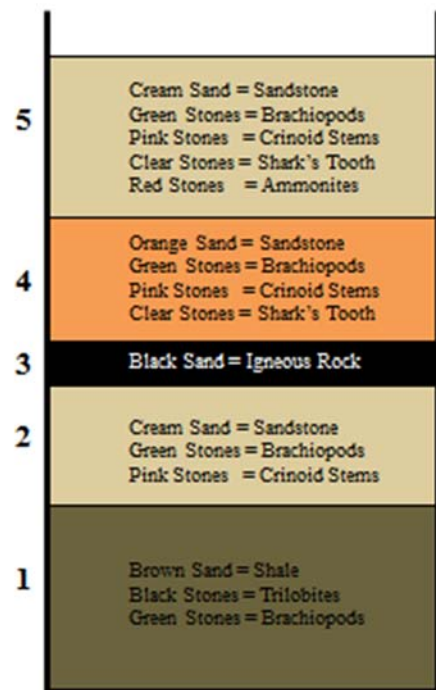 5
Cream Sand = Sandstone
Green Stones = Brachiopods
Pink Stones = Crinoid Stems
Clear Stones = Shark's Tooth
Red Stones = Ammonites
4
Orange Sand = Sandstone
Green Stones = Brachiopods
Pink Stones = Crinoid Stems
Clear Stones = Shark's Tooth
3
Black Sand = Igneous Rock
2
Cream Sand = Sandstone
Green Stones = Brachiopods
Pink Stones = Crinoid Stems
1
Brown Sand = Shale
Black Stones = Trilobites
Green Stones = Brachiopods